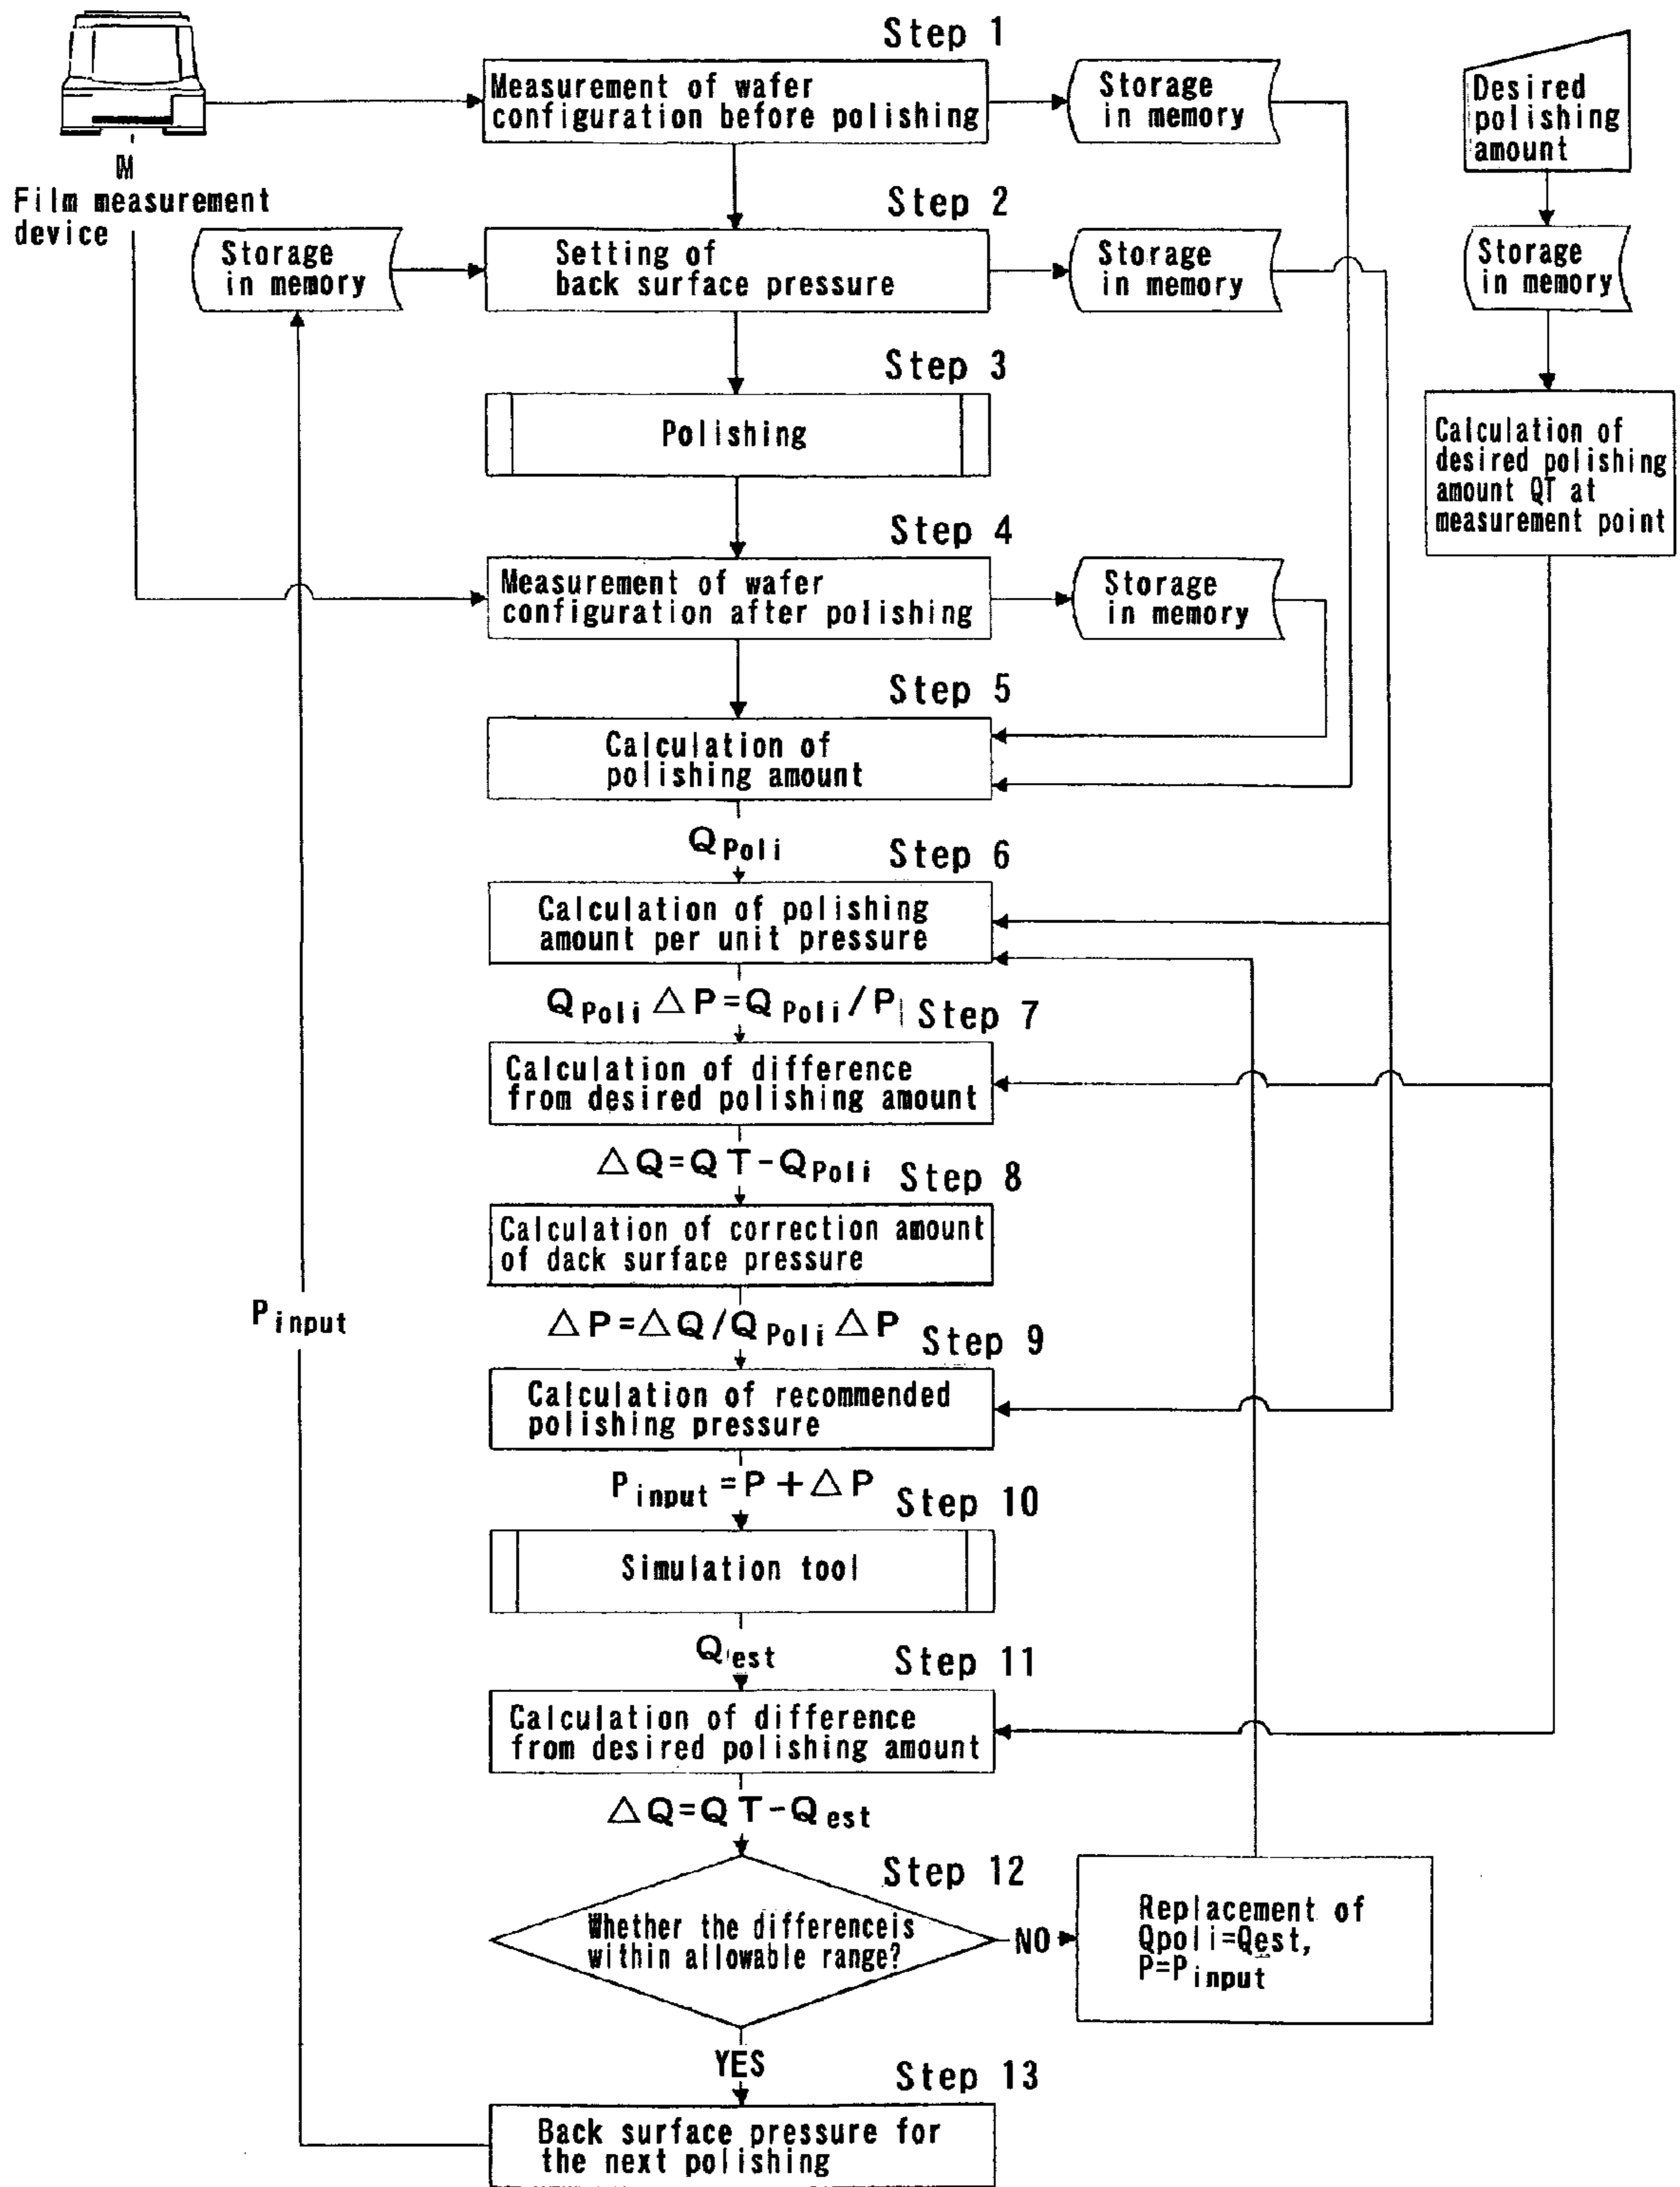 Step 1
Measurement of wafer
configuration before polishing
Storage
in memory
Desired
polishing
amount
M
Film measurement
device
Step 2
Storage
in memory
Setting of
back surface pressure
Storage
in memory
Storage
in memory
Step 3
Polishing
Calculation of
desired polishing
amount QT at
measurement point
Step 4
Measurement of wafer
configuration after polishing
Storage
in memory
Step 5
Calculation of
polishing amount
QPoli
Step 6
Calculation of polishing
amount per unit pressure
QPoli △P=QPoli/P
Step 7
Calculation of difference
from desired polishing amount
△Q=QT-QPoli
Step 8
Calculation of correction amount
of dack surface pressure
Pinput
△P=△Q/QPoli △P
Step 9
Calculation of recommended
polishing pressure
Pinput=P+△P
Step 10
Simulation tool
Qest
Step 11
Calculation of difference
from desired polishing amount
△Q=QT-Qest
Step 12
Whether the differenceis
within allowable range?
NO
Replacement of
Qpoli=Qest,
P=Pinput
YES
Step 13
Back surface pressure for
the next polishing